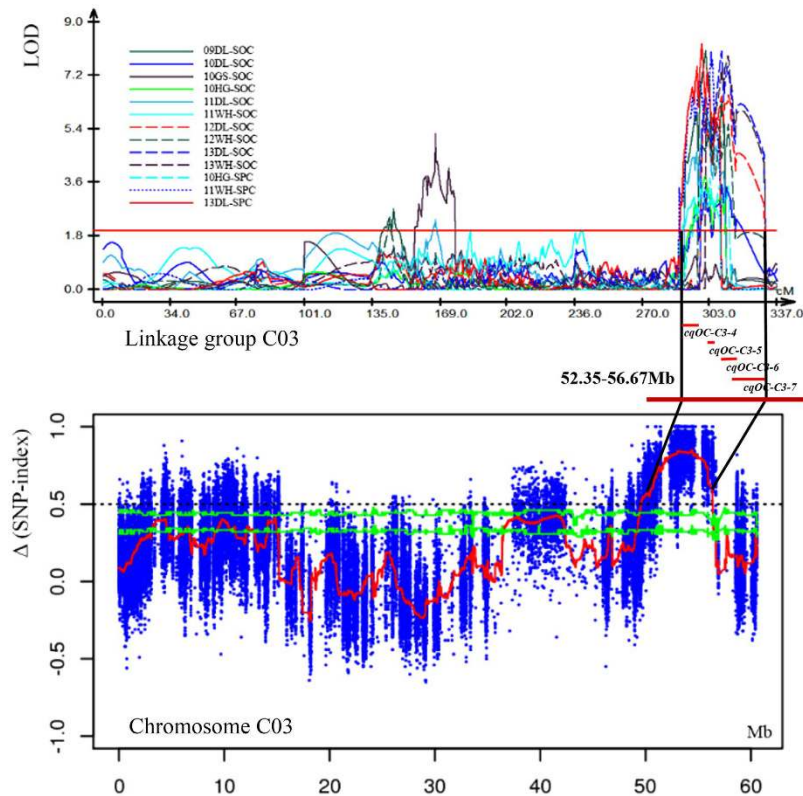 LOD
9.0
7.2
5.4
3.6
1.8
0.0
09DL-SOC
10DL-SOC
10GS-SOC
10HG-SOC
11DL-SOC
11WH-SOC
12DL-SOC
12WH-SOC
13DL-SOC
13WH-SOC
10HG-SPC
11WH-SPC
13DL-SPC
cM
0.0 34.0 67.0 101.0 135.0 169.0 202.0 236.0 270.0 303.0 337.0
Linkage group C03
cqOC-C3-4
cqOC-C3-5
cqOC-C3-6
cqOC-C3-7
52.35-56.67Mb
Δ (SNP-index)
1.0
0.5
0.0
-0.5
-1.0
Chromosome C03
Mb
0 10 20 30 40 50 60